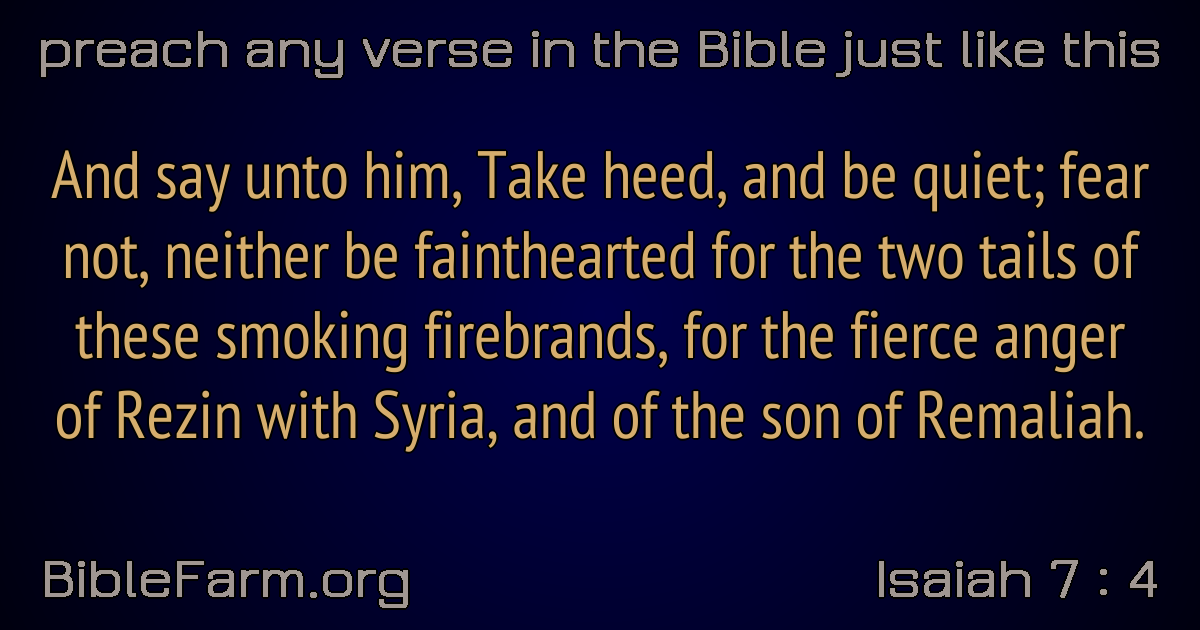 preach any verse in the Bible just like this
And say unto him, Take heed, and be quiet; fear
not, neither be fainthearted for the two tails of
these smoking firebrands, for the fierce anger
of Rezin with Syria, and of the son of Remaliah.
BibleFarm.org
Isaiah 7 : 4